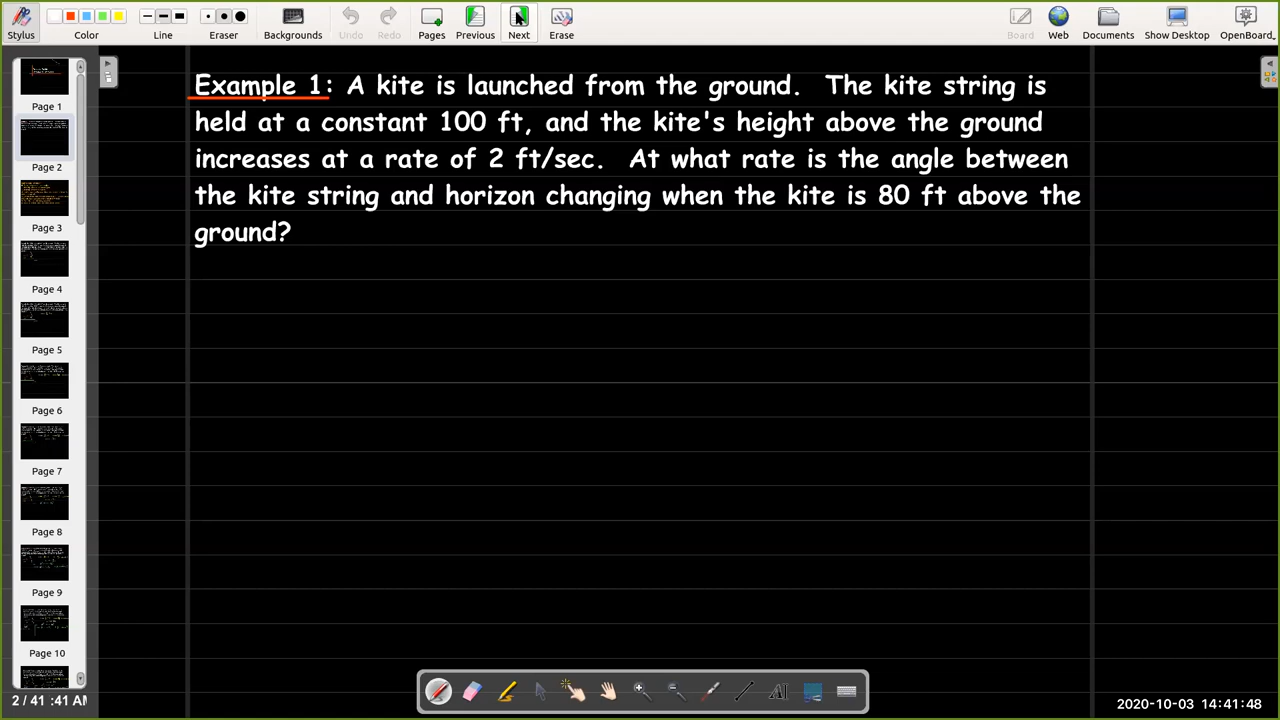 Stylus
Color
Line
Eraser
Backgrounds
Undo
Redo
Pages
Previous
Next
Erase
Board
Web
Documents
Show Desktop
OpenBoard
Example 1: A kite is launched from the ground. The kite string is
held at a constant 100 ft, and the kite's height above the ground
increases at a rate of 2 ft/sec. At what rate is the angle between
the kite string and horizon changing when the kite is 80 ft above the
ground?
Page 1
Page 2
Page 3
Page 4
Page 5
Page 6
Page 7
Page 8
Page 9
Page 10
2 / 41 :41 AM
2020-10-03 14:41:48